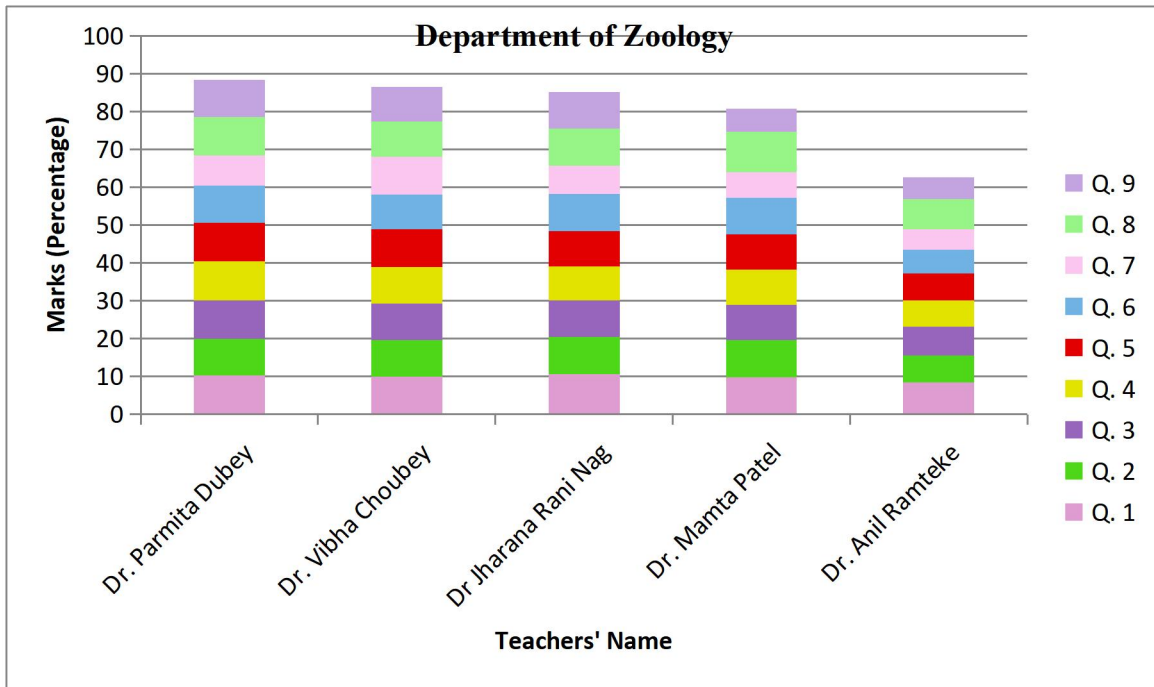 Department of Zoology
Marks (Percentage)
100
90
80
70
60
50
40
30
20
10
0
Dr. Parmita Dubey
Dr. Vibha Choubey
Dr Jharana Rani Nag
Dr. Mamta Patel
Dr. Anil Ramteke
Teachers' Name
Q. 9
Q. 8
Q. 7
Q. 6
Q. 5
Q. 4
Q. 3
Q. 2
Q. 1